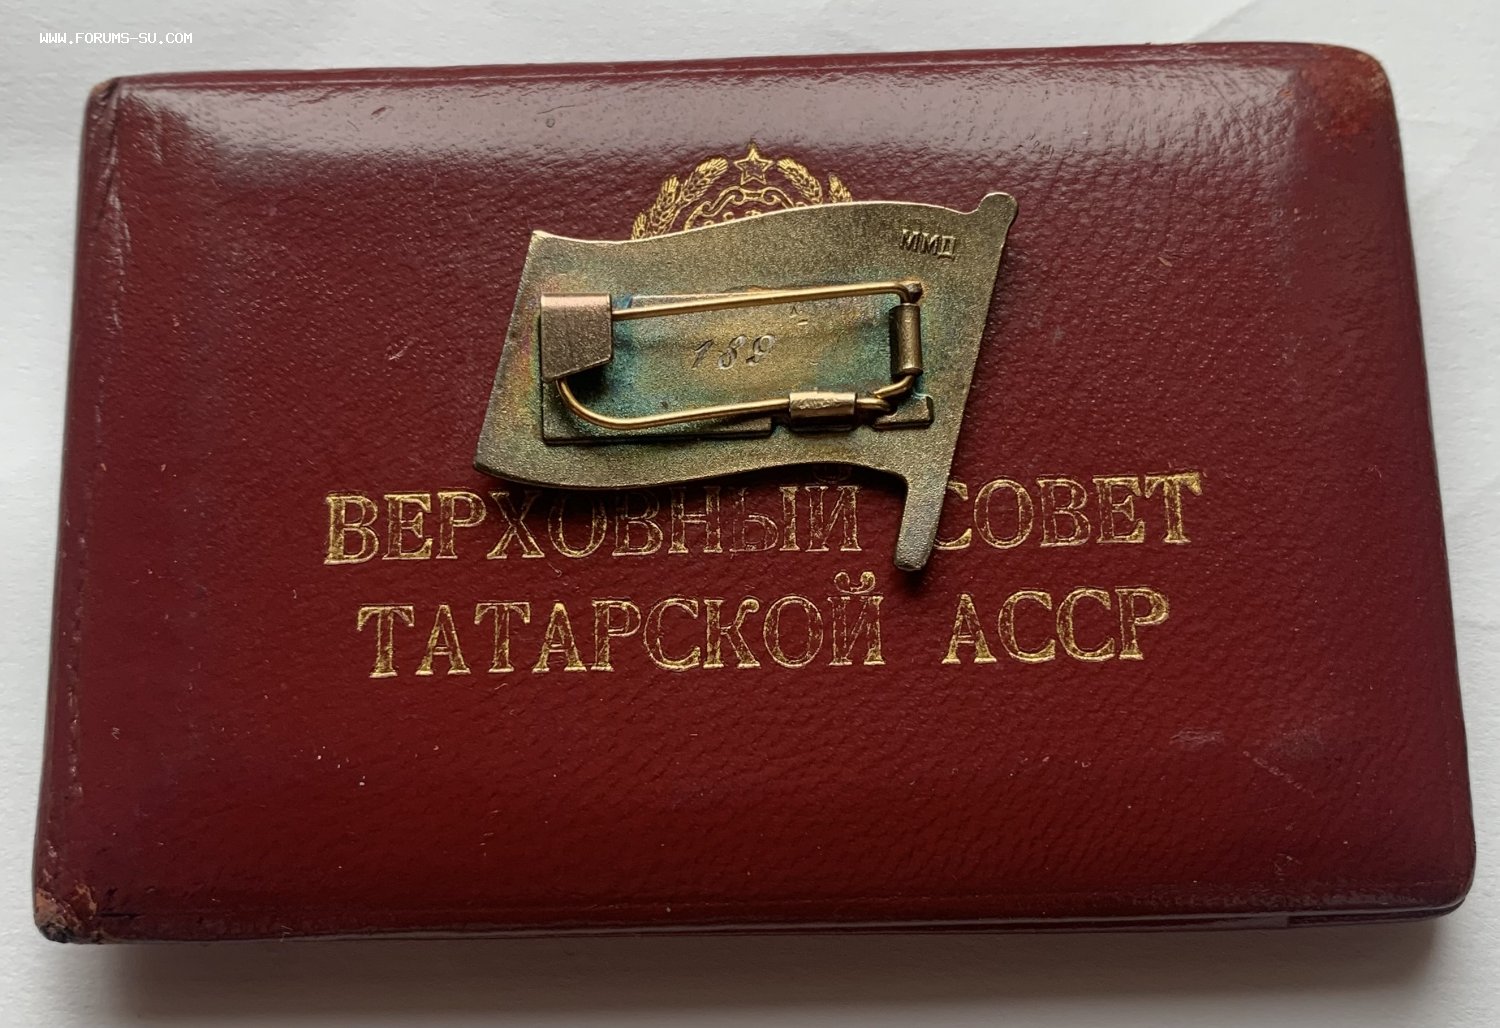 WWW.FORUMS-SU.COM
ММД
189
ВЕРХОВНЫЙ СОВЕТ
ТАТАРСКОЙ АССР